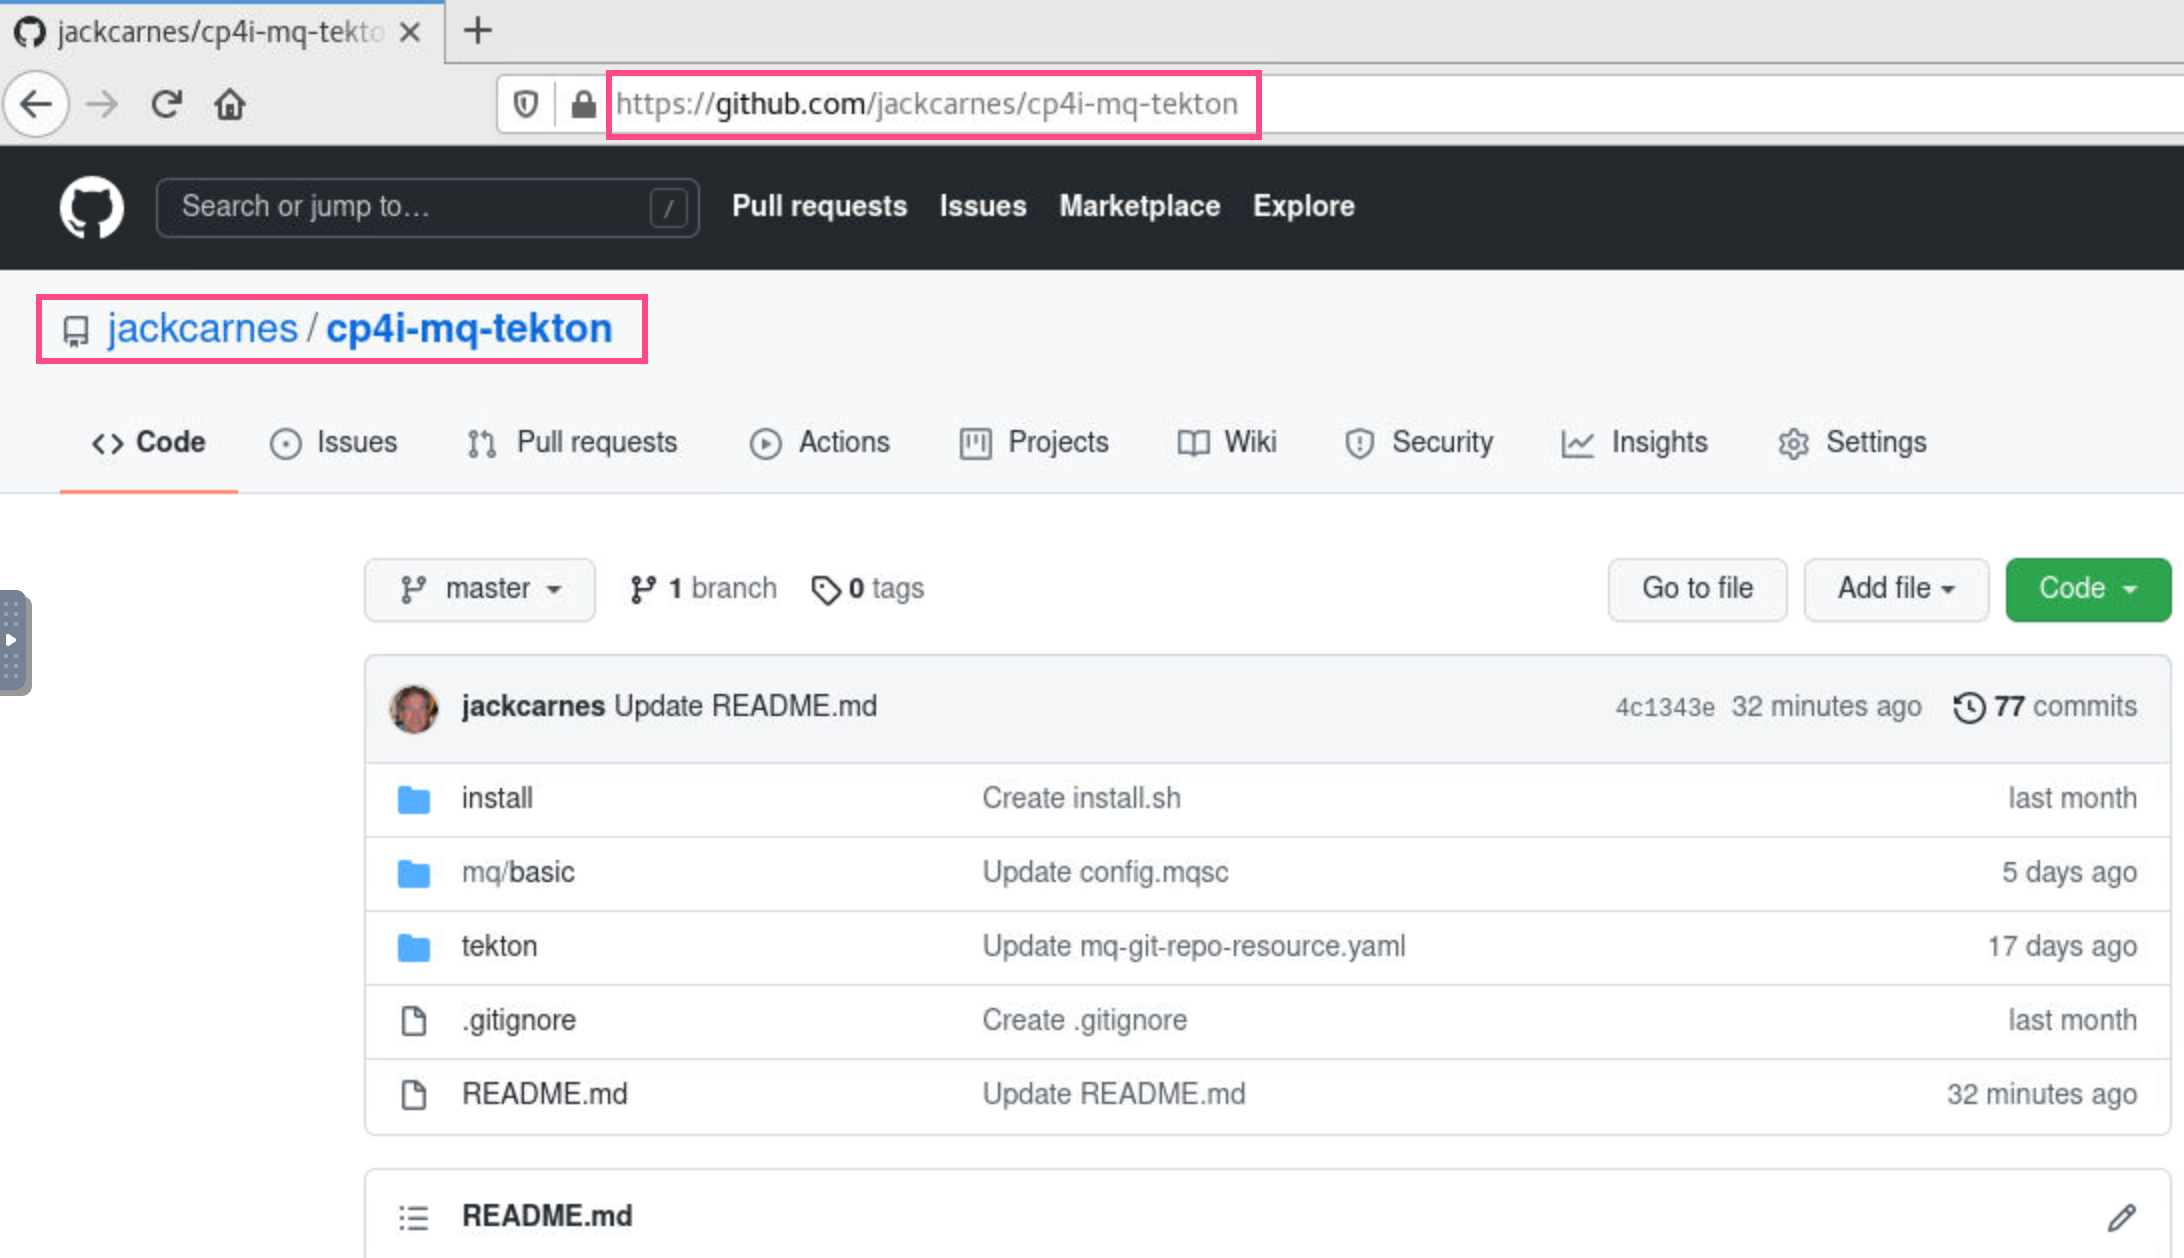 jackcarnes/cp4i-mq-tekto
https://github.com/jackcarnes/cp4i-mq-tekton
Search or jump to… / Pull requests Issues Marketplace Explore
jackcarnes / cp4i-mq-tekton
Code Issues Pull requests Actions Projects Wiki Security Insights Settings
master 1 branch 0 tags Go to file Add file Code
jackcarnes Update README.md 4c1343e 32 minutes ago 77 commits
install Create install.sh last month
mq/basic Update config.mqsc 5 days ago
tekton Update mq-git-repo-resource.yaml 17 days ago
.gitignore Create .gitignore last month
README.md Update README.md 32 minutes ago
README.md